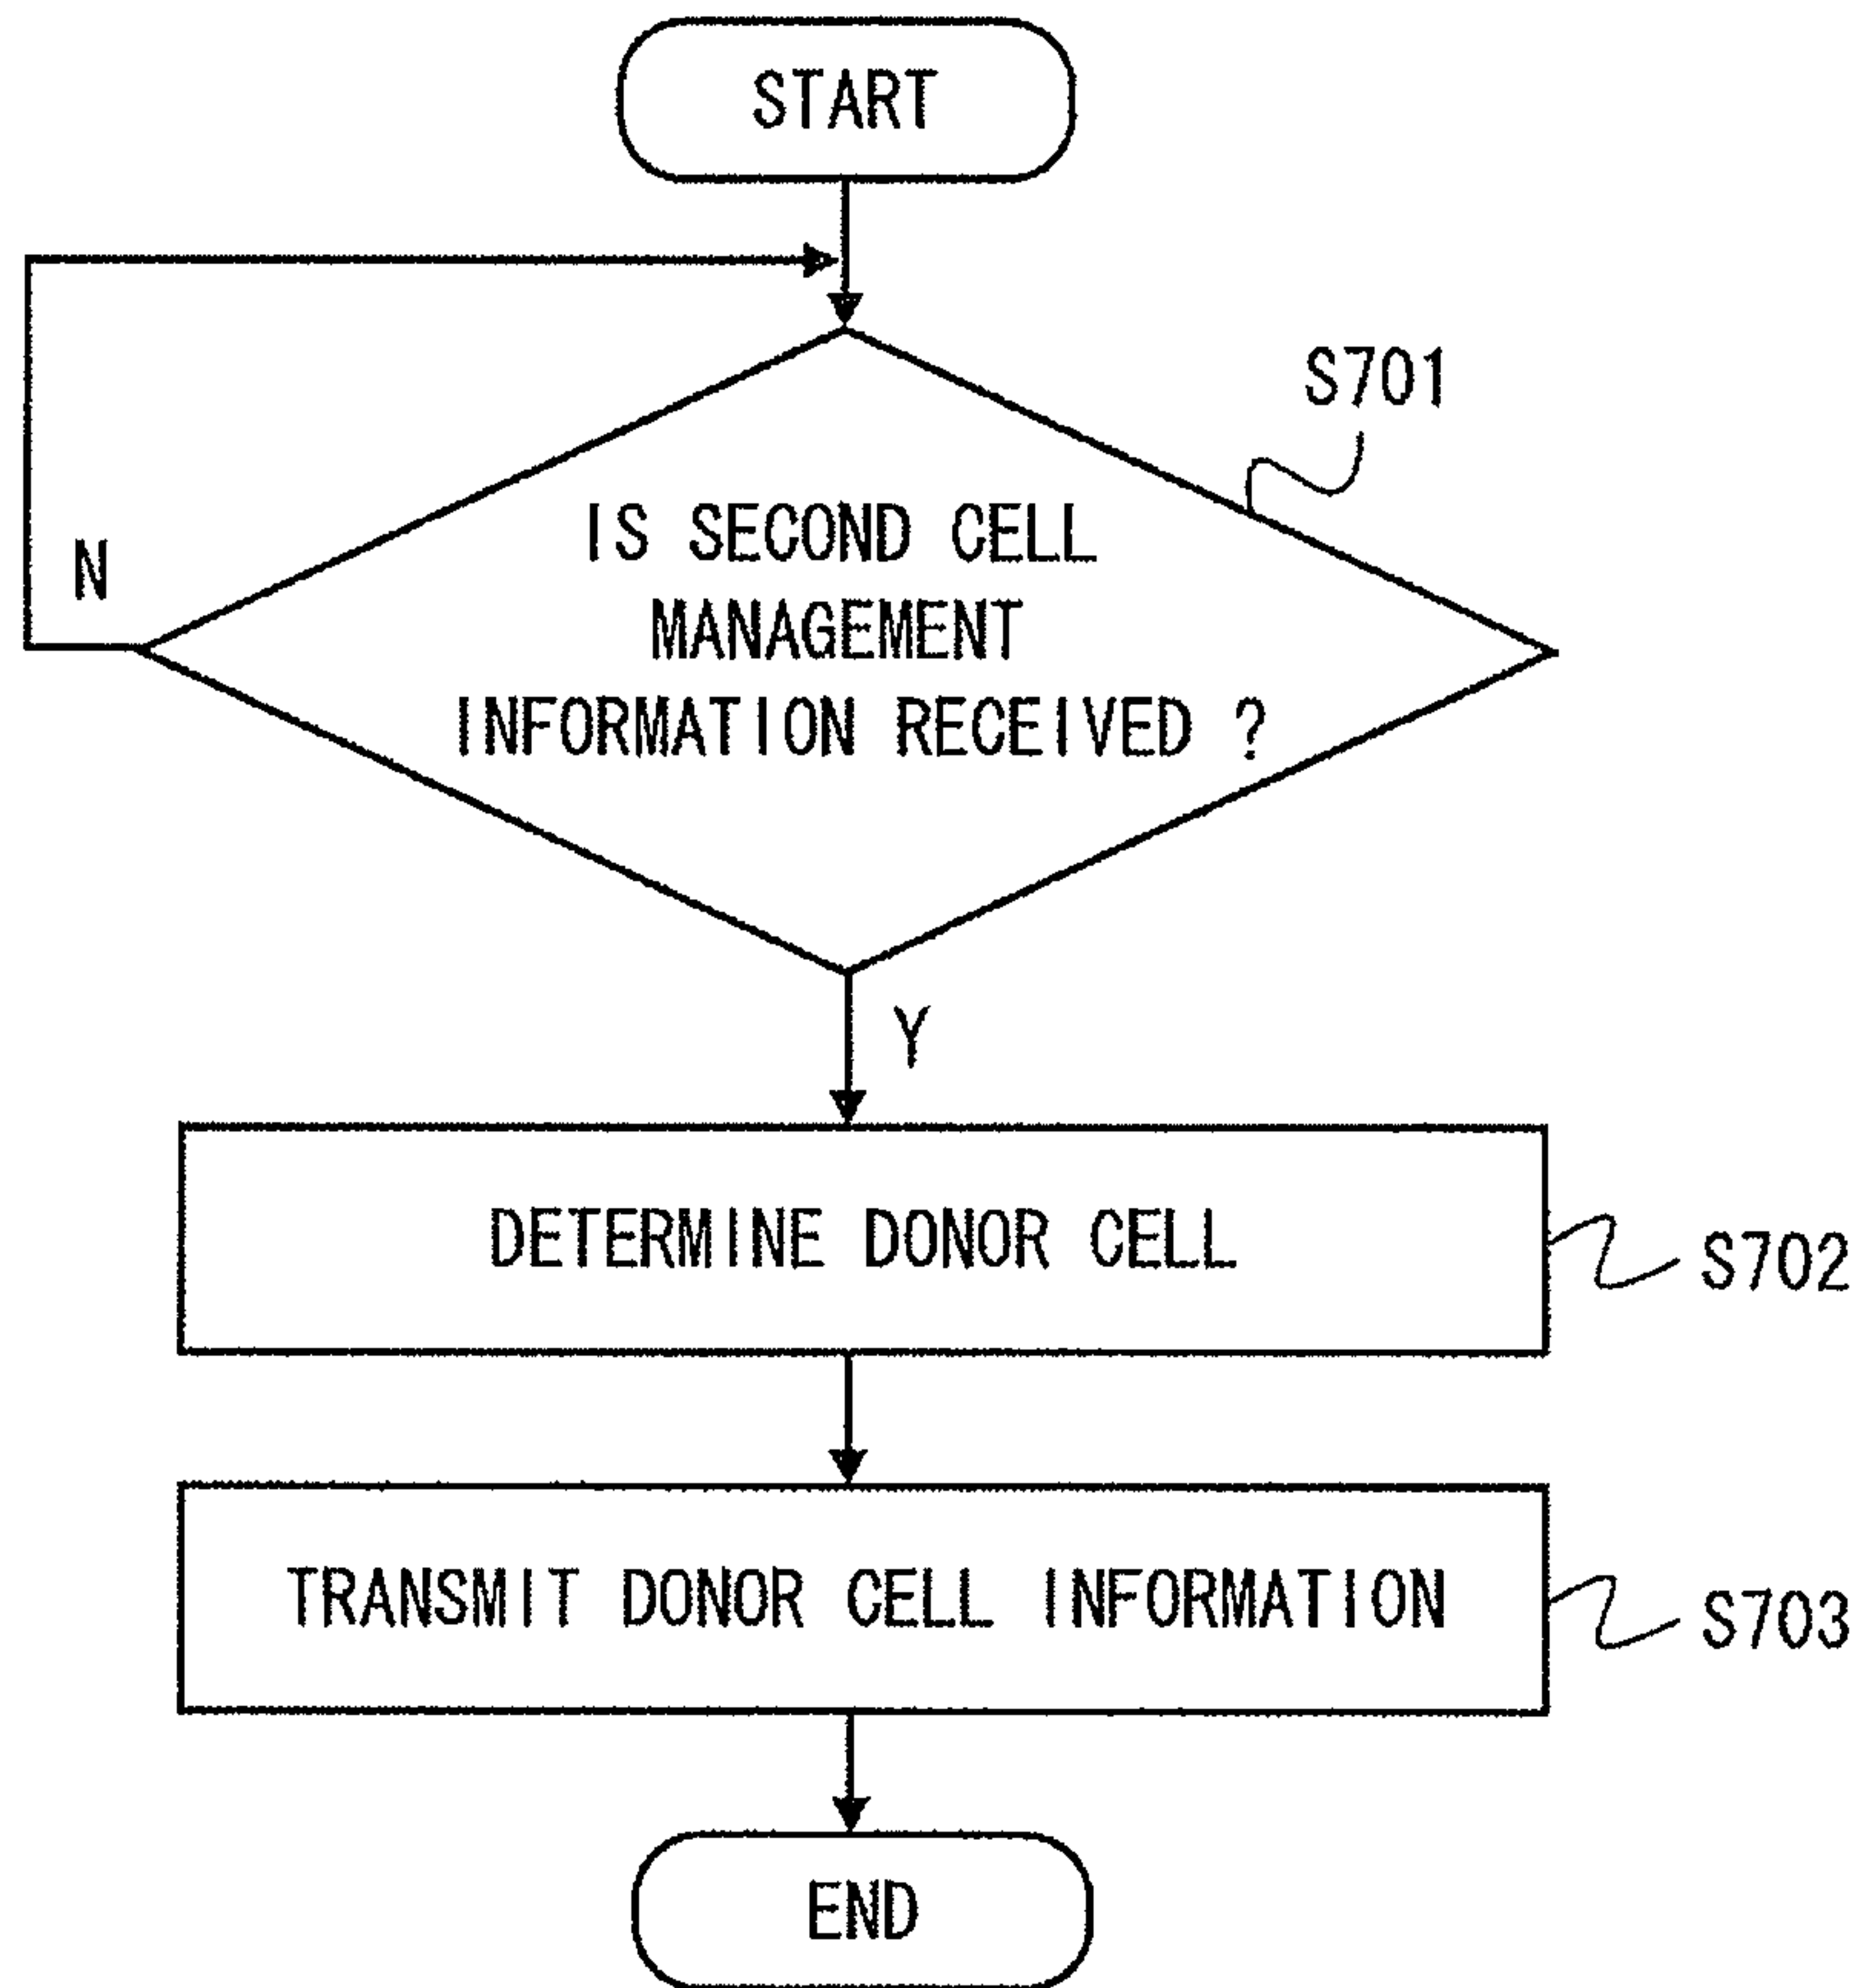 START
S701
IS SECOND CELL
MANAGEMENT
INFORMATION RECEIVED ?
N
Y
DETERMINE DONOR CELL
S702
TRANSMIT DONOR CELL INFORMATION
S703
END